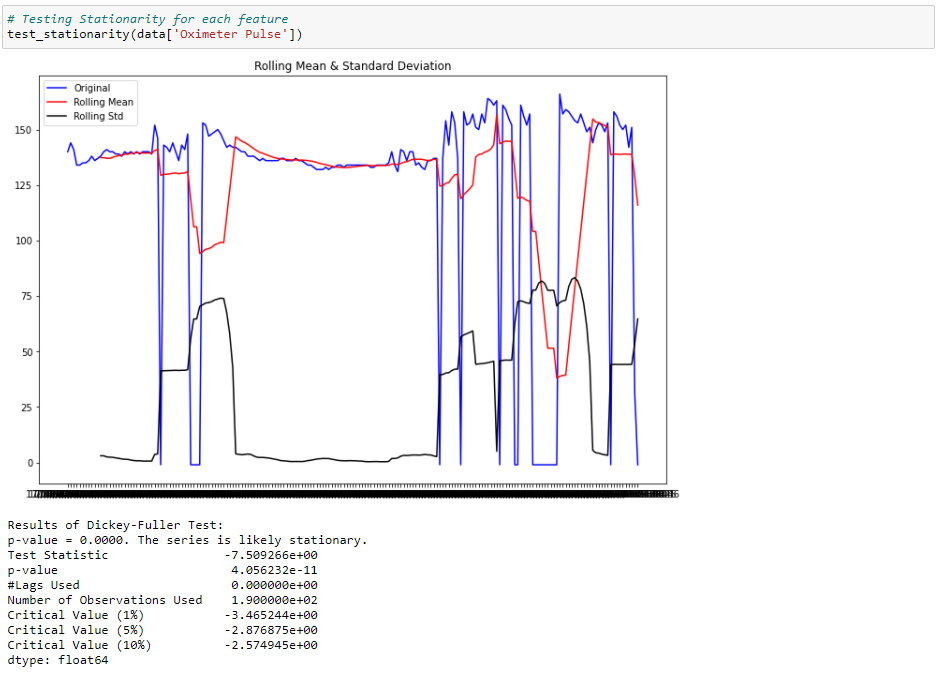 # Testing Stationarity for each feature
test_stationarity(data['Oximeter Pulse'])
Rolling Mean & Standard Deviation
Original
Rolling Mean
Rolling Std
150
125
100
75
50
25
0
Results of Dickey-Fuller Test:
p-value = 0.0000. The series is likely stationary.
Test Statistic -7.509266e+00
p-value 4.056232e-11
#Lags Used 0.000000e+00
Number of Observations Used 1.900000e+02
Critical Value (1%) -3.465244e+00
Critical Value (5%) -2.876875e+00
Critical Value (10%) -2.574945e+00
dtype: float64